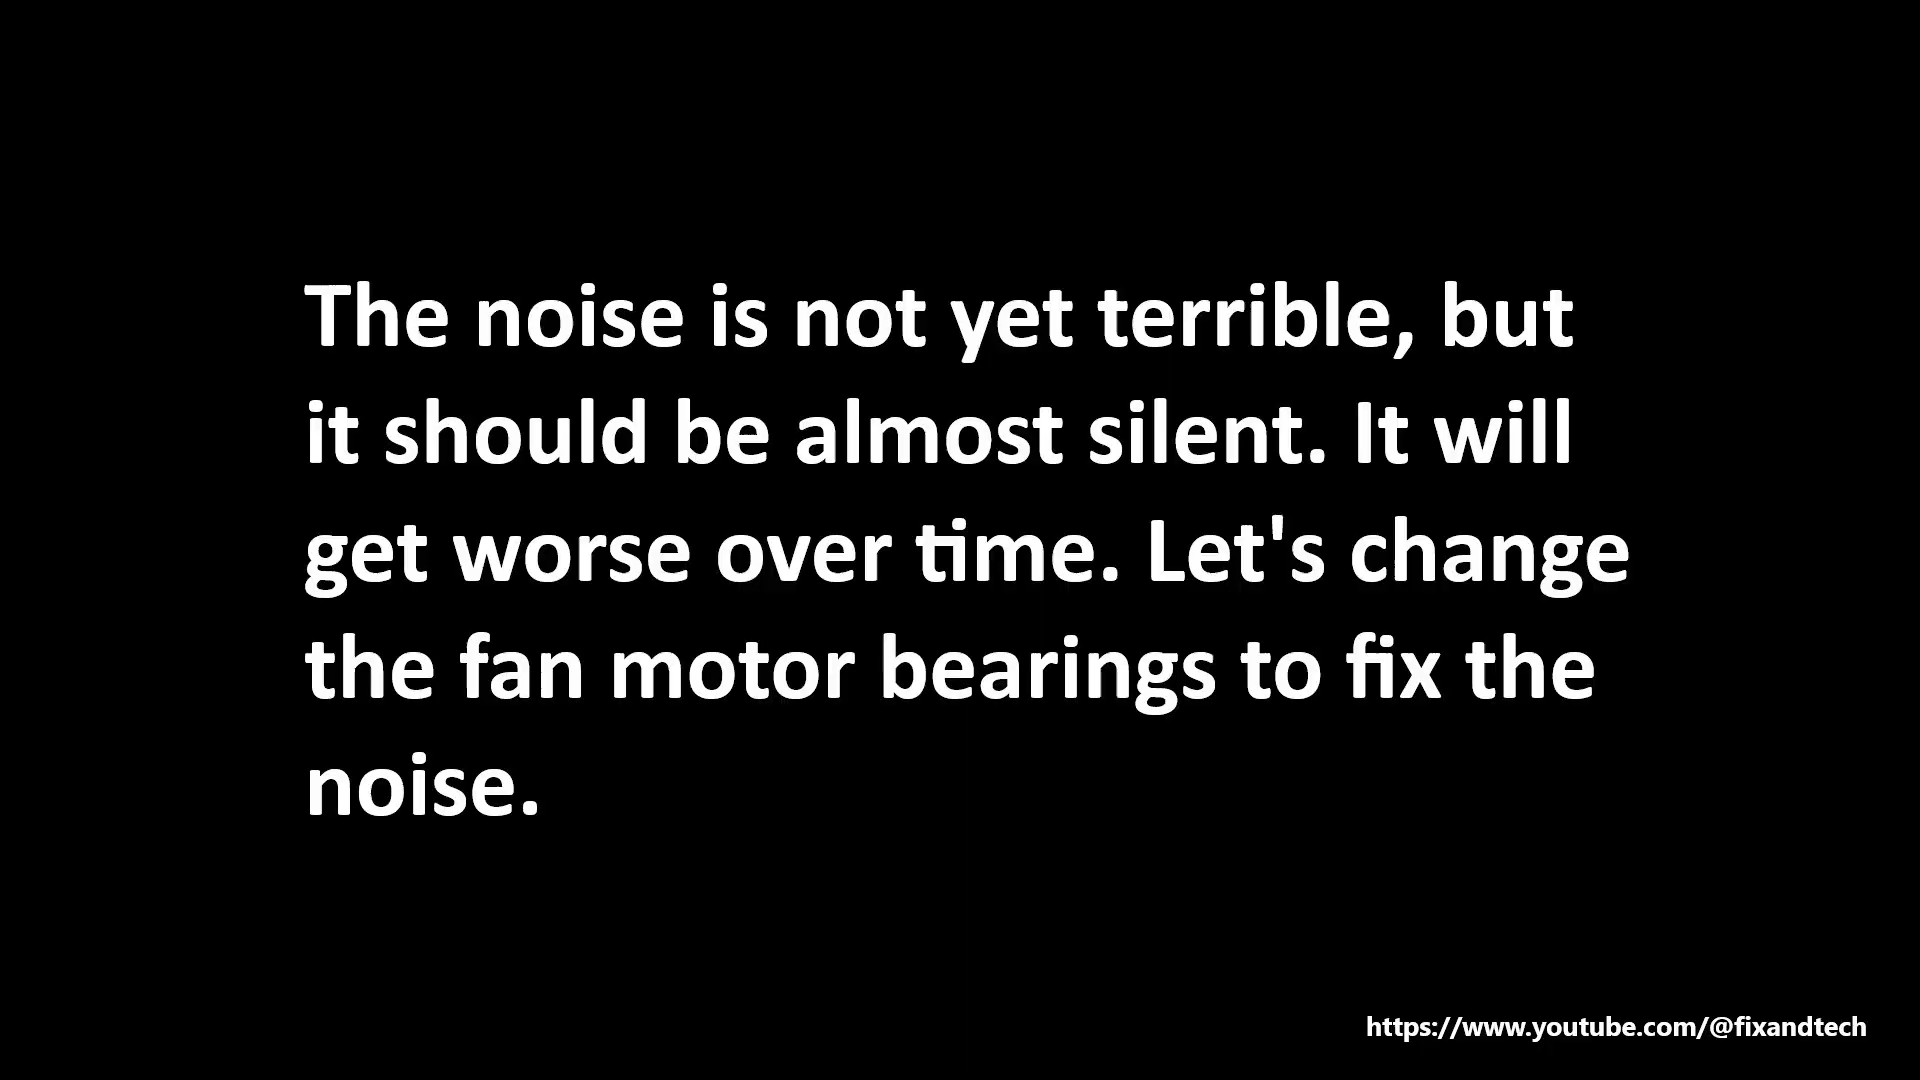 The noise is not yet terrible, but
it should be almost silent. It will
get worse over time. Let's change
the fan motor bearings to fix the
noise.
https://www.youtube.com/@fixandtech